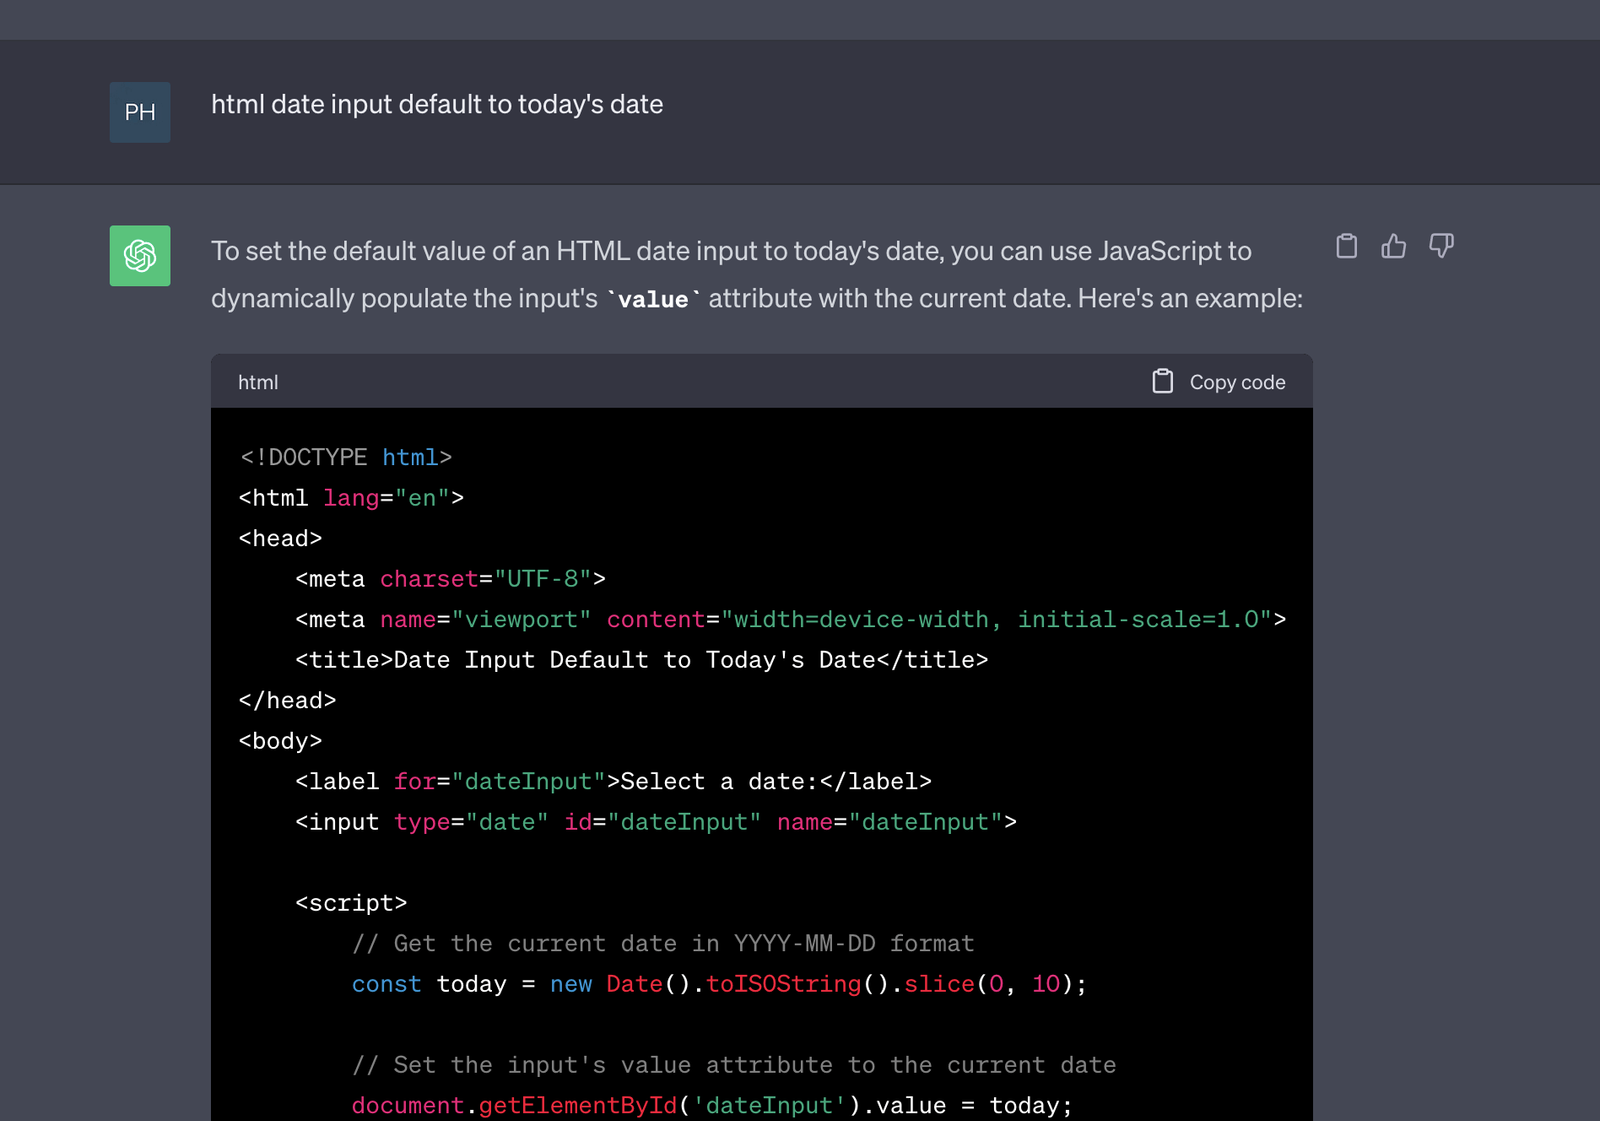 PH
html date input default to today's date
To set the default value of an HTML date input to today's date, you can use JavaScript to
dynamically populate the input's `value` attribute with the current date. Here's an example:
html
Copy code
<!DOCTYPE html>
<html lang="en">
<head>
    <meta charset="UTF-8">
    <meta name="viewport" content="width=device-width, initial-scale=1.0">
    <title>Date Input Default to Today's Date</title>
</head>
<body>
    <label for="dateInput">Select a date:</label>
    <input type="date" id="dateInput" name="dateInput">
    <script>
        // Get the current date in YYYY-MM-DD format
        const today = new Date().toISOString().slice(0, 10);
        // Set the input's value attribute to the current date
        document.getElementById('dateInput').value = today;